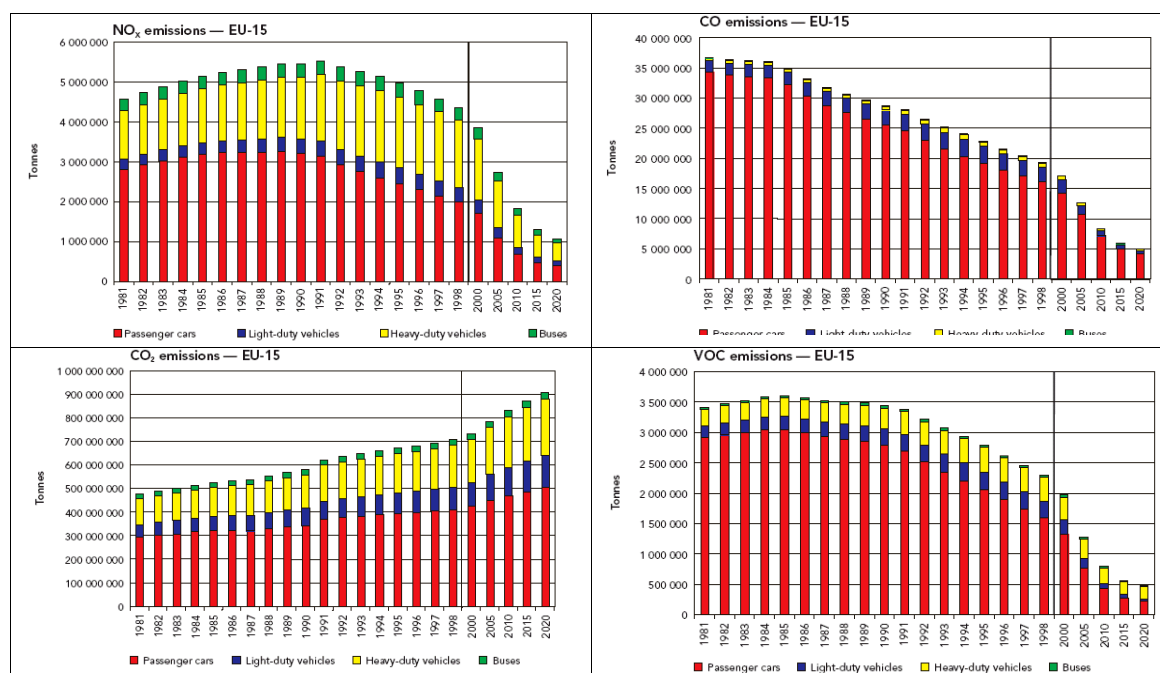 NOx emissions — EU-15
6 000 000
5 000 000
4 000 000
3 000 000
2 000 000
1 000 000
0
Tonnes
1981 1982 1983 1984 1985 1986 1987 1988 1989 1990 1991 1992 1993 1994 1995 1996 1997 1998 2000 2005 2010 2015 2020
Passenger cars Light-duty vehicles Heavy-duty vehicles Buses
CO emissions — EU-15
40 000 000
35 000 000
30 000 000
25 000 000
20 000 000
15 000 000
10 000 000
5 000 000
0
Tonnes
1981 1982 1983 1984 1985 1986 1987 1988 1989 1990 1991 1992 1993 1994 1995 1996 1997 1998 2000 2005 2010 2015 2020
Passenger cars Light-duty vehicles Heavy-duty vehicles Buses
CO₂ emissions — EU-15
1 000 000 000
900 000 000
800 000 000
700 000 000
600 000 000
500 000 000
400 000 000
300 000 000
200 000 000
100 000 000
0
Tonnes
1981 1982 1983 1984 1985 1986 1987 1988 1989 1990 1991 1992 1993 1994 1995 1996 1997 1998 2000 2005 2010 2015 2020
Passenger cars Light-duty vehicles Heavy-duty vehicles Buses
VOC emissions — EU-15
4 000 000
3 500 000
3 000 000
2 500 000
2 000 000
1 500 000
1 000 000
500 000
0
Tonnes
1981 1982 1983 1984 1985 1986 1987 1988 1989 1990 1991 1992 1993 1994 1995 1996 1997 1998 2000 2005 2010 2015 2020
Passenger cars Light-duty vehicles Heavy-duty vehicles Buses